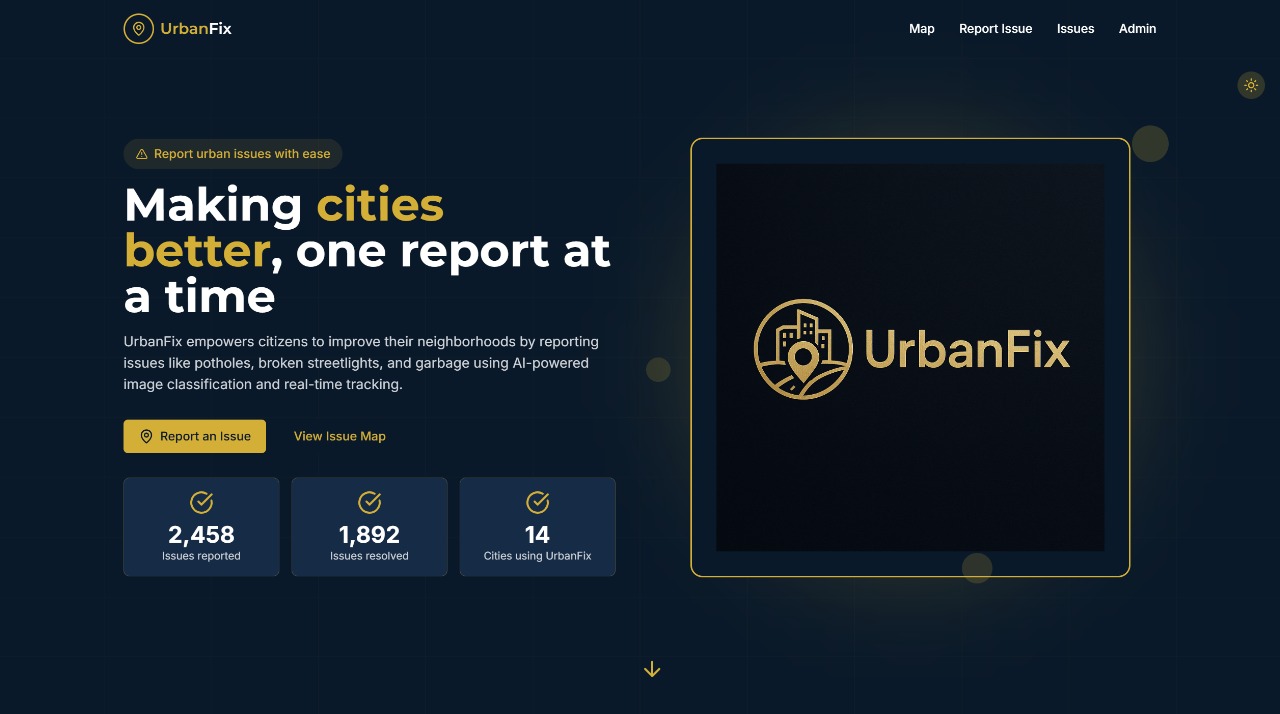 UrbanFix
Map
Report Issue
Issues
Admin
Report urban issues with ease
Making cities
better, one report at
a time
UrbanFix empowers citizens to improve their neighborhoods by reporting
issues like potholes, broken streetlights, and garbage using AI-powered
image classification and real-time tracking.
Report an Issue
View Issue Map
2,458
Issues reported
1,892
Issues resolved
14
Cities using UrbanFix
UrbanFix